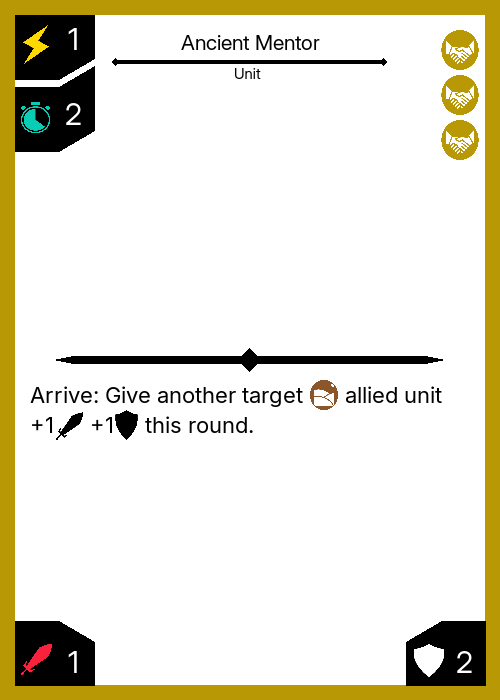 1
Ancient Mentor
Unit
2
Arrive: Give another target allied unit
+1 +1 this round.
1
2